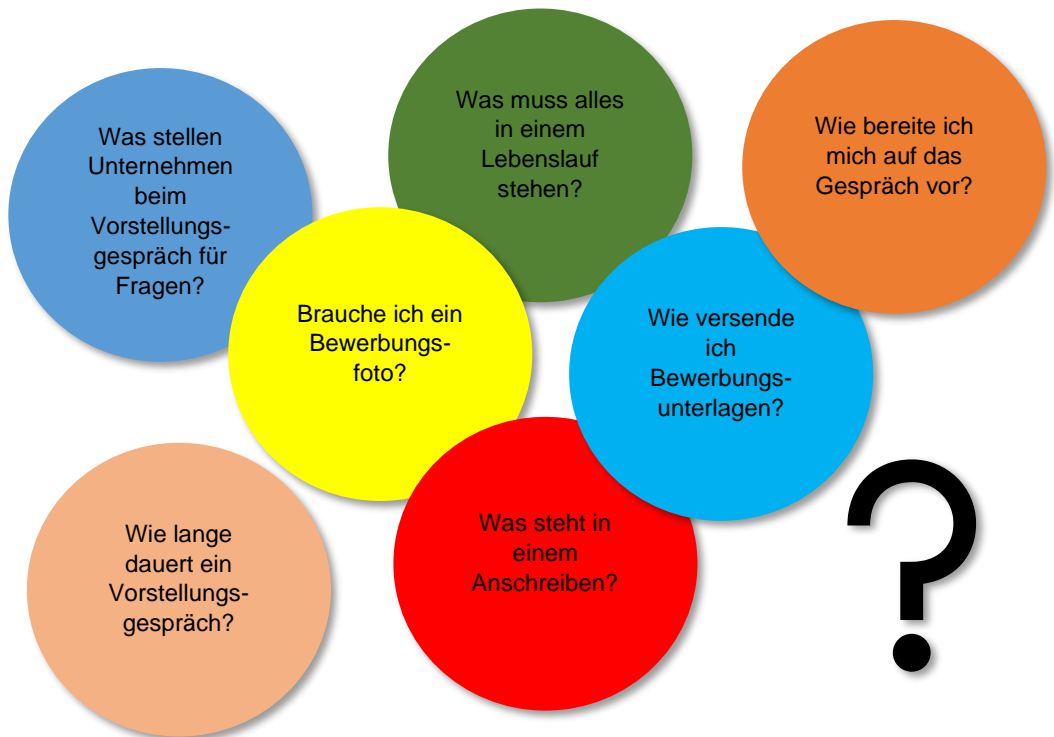 Was stellen
Unternehmen
beim
Vorstellungs-
gespräch für
Fragen?
Was muss alles
in einem
Lebenslauf
stehen?
Wie bereite ich
mich auf das
Gespräch vor?
Brauche ich ein
Bewerbungs-
foto?
Wie versende
ich
Bewerbungs-
unterlagen?
Wie lange
dauert ein
Vorstellungs-
gespräch?
Was steht in
einem
Anschreiben?
?